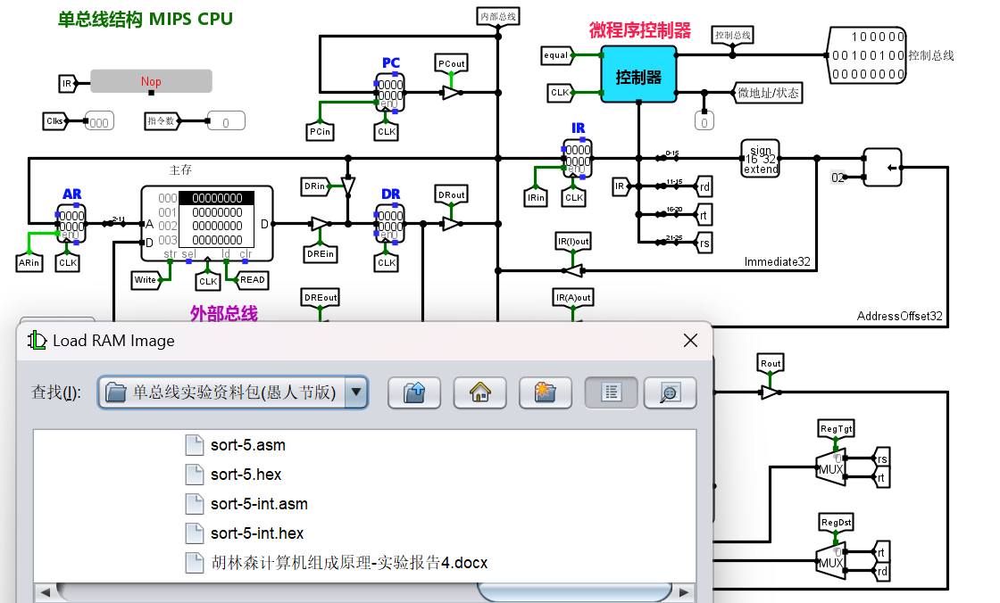 单总线结构 MIPS CPU
内部总线
微程序控制器
控制总线
equal
控制器
100000
00100100
00000000
控制总线
CLK
微地址/状态
0
IR
Nop
Clks
000
指令数
0
PC
PCout
0000
0000
en0
PCin
CLK
IR
0000
0000
en0
IRin
CLK
0-15
sign
16 32
extend
02
IR
11-15
rd
16-20
rt
21-25
rs
主存
AR
0000
0000
en0
ARin
CLK
2-11
A
D
000
00000000
001
00000000
002
00000000
003
00000000
D
str
sel
ld
clr
Write
CLK
READ
DRin
DREin
DR
0000
0000
en0
CLK
DRout
IR(I)out
Immediate32
外部总线
DREout
IR(A)out
AddressOffset32
Load RAM Image
查找(I):
单总线实验资料包(愚人节版)
sort-5.asm
sort-5.hex
sort-5-int.asm
sort-5-int.hex
胡林森计算机组成原理-实验报告4.docx
Rout
RegTgt
0
MUX
rs
rt
RegDst
0
MUX
rt
rd